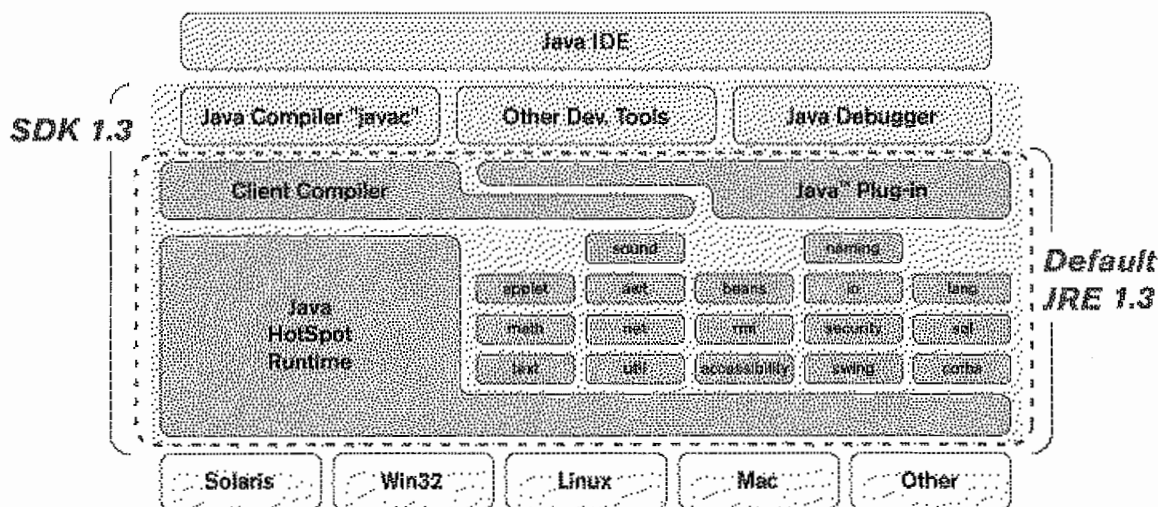 Java IDE
SDK 1.3
Java Compiler "javac"
Other Dev. Tools
Java Debugger
Client Compiler
Java™ Plug-in
Java
HotSpot
Runtime
sound
naming
applet
awt
beans
io
lang
math
net
rmi
security
sql
text
util
accessibility
swing
corba
Default
JRE 1.3
Solaris
Win32
Linux
Mac
Other